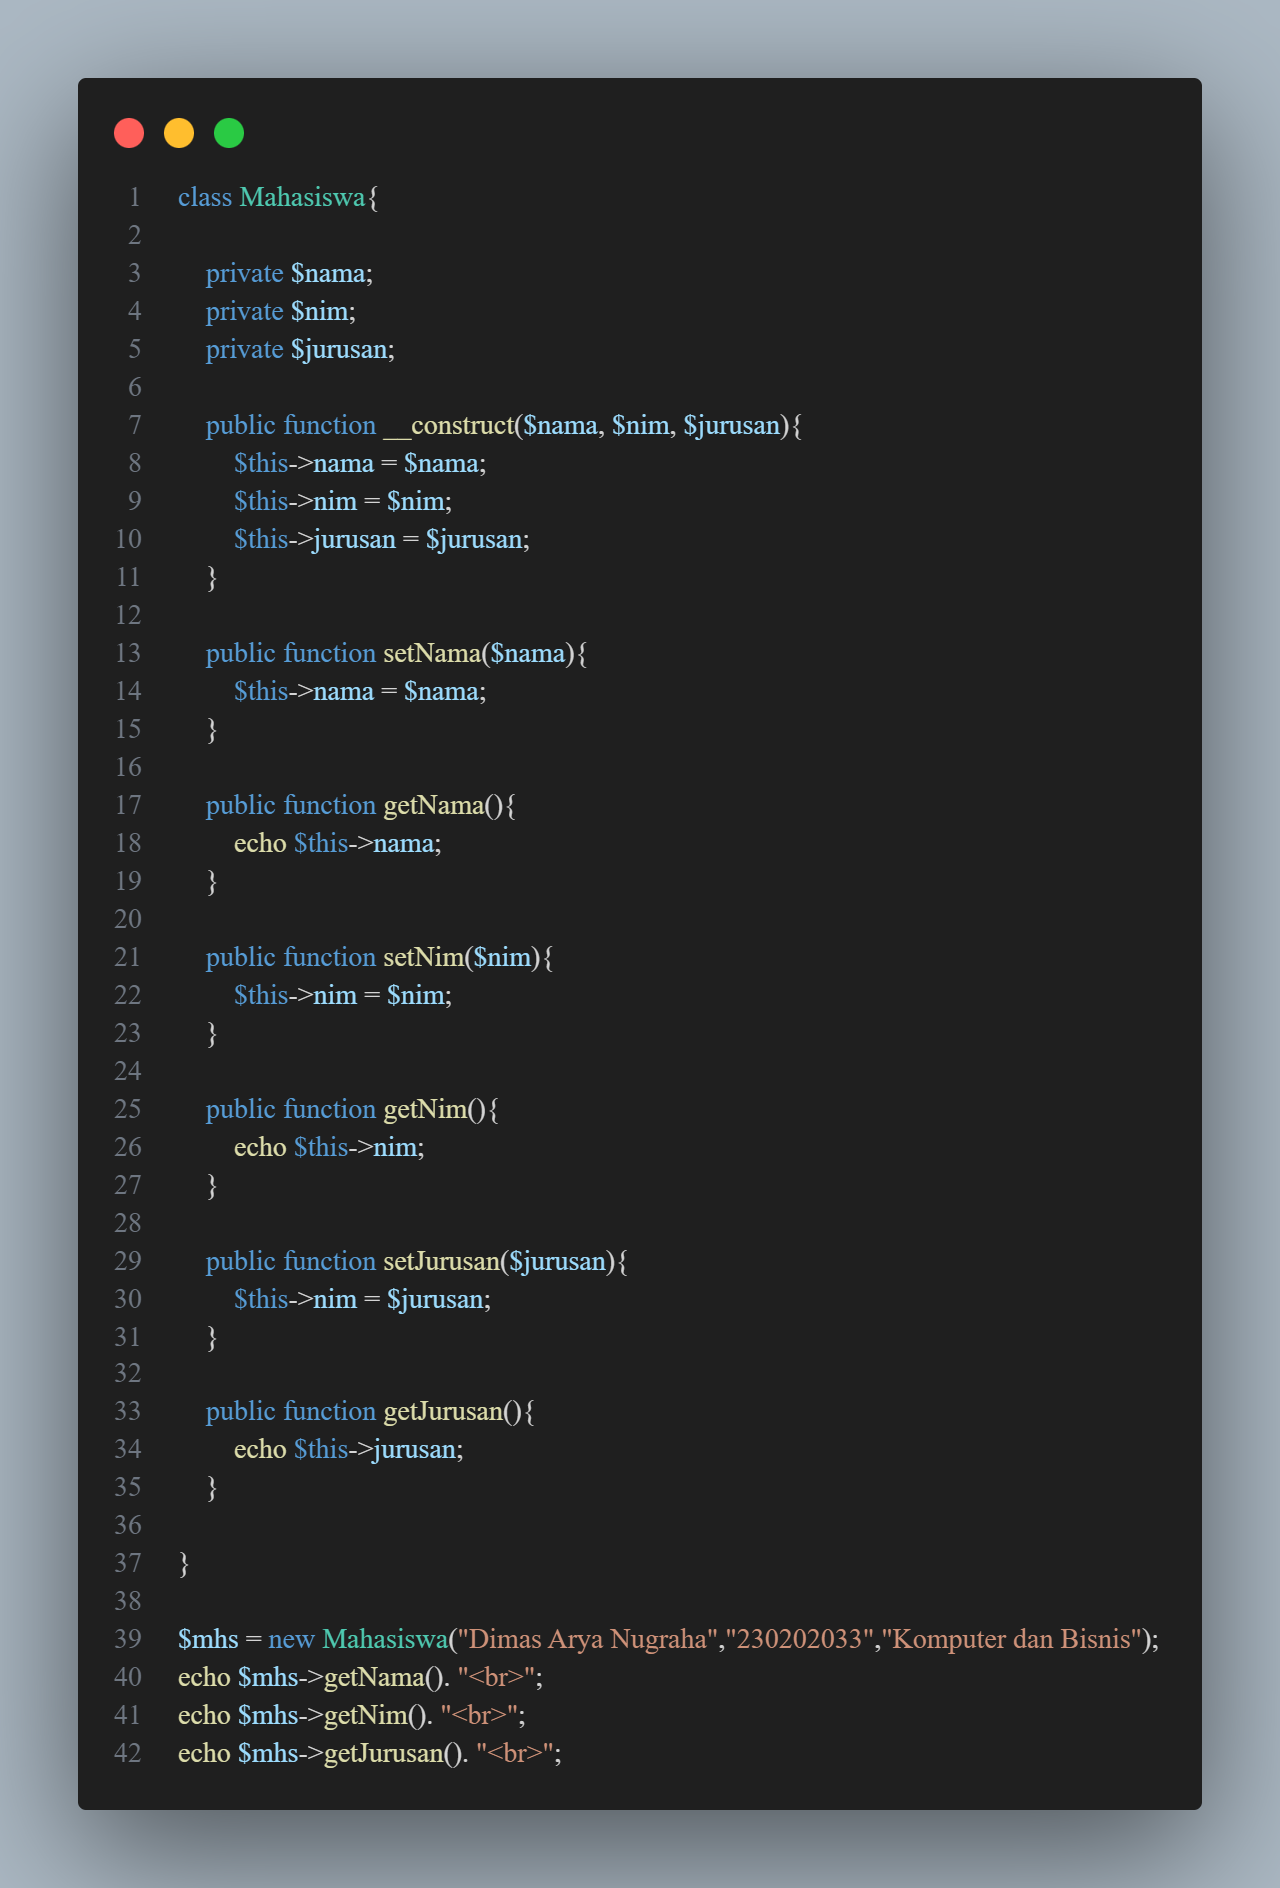 1 class Mahasiswa{
2
3     private $nama;
4     private $nim;
5     private $jurusan;
6
7     public function __construct($nama, $nim, $jurusan){
8         $this->nama = $nama;
9         $this->nim = $nim;
10         $this->jurusan = $jurusan;
11     }
12
13     public function setNama($nama){
14         $this->nama = $nama;
15     }
16
17     public function getNama(){
18         echo $this->nama;
19     }
20
21     public function setNim($nim){
22         $this->nim = $nim;
23     }
24
25     public function getNim(){
26         echo $this->nim;
27     }
28
29     public function setJurusan($jurusan){
30         $this->nim = $jurusan;
31     }
32
33     public function getJurusan(){
34         echo $this->jurusan;
35     }
36
37 }
38
39 $mhs = new Mahasiswa("Dimas Arya Nugraha","230202033","Komputer dan Bisnis");
40 echo $mhs->getNama(). "<br>";
41 echo $mhs->getNim(). "<br>";
42 echo $mhs->getJurusan(). "<br>";